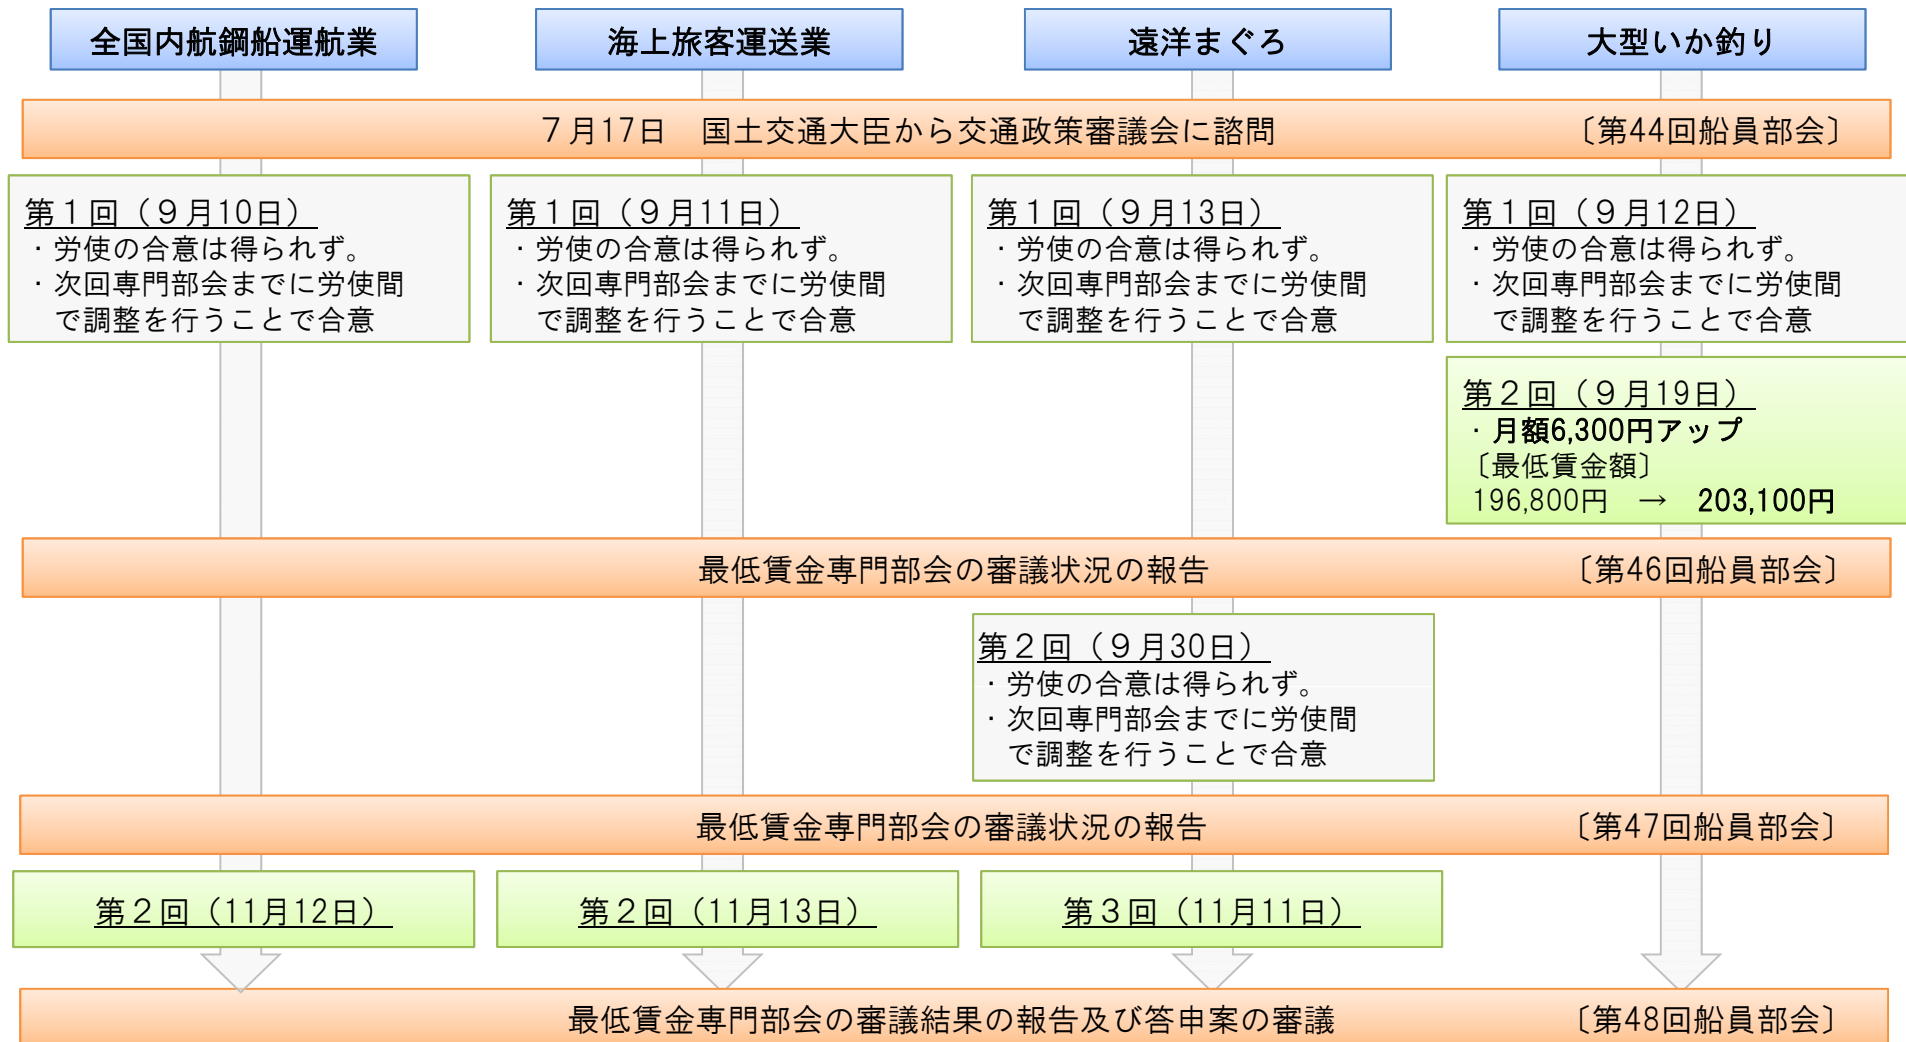 全国内航鋼船運航業
海上旅客運送業
遠洋まぐろ
大型いか釣り
７月17日　国土交通大臣から交通政策審議会に諮問　〔第44回船員部会〕
第１回（９月10日）
・労使の合意は得られず。
・次回専門部会までに労使間
で調整を行うことで合意
第１回（９月11日）
・労使の合意は得られず。
・次回専門部会までに労使間
で調整を行うことで合意
第１回（９月13日）
・労使の合意は得られず。
・次回専門部会までに労使間
で調整を行うことで合意
第１回（９月12日）
・労使の合意は得られず。
・次回専門部会までに労使間
で調整を行うことで合意
第２回（９月19日）
・月額6,300円アップ
〔最低賃金額〕
196,800円　→　203,100円
最低賃金専門部会の審議状況の報告　〔第46回船員部会〕
第２回（９月30日）
・労使の合意は得られず。
・次回専門部会までに労使間
で調整を行うことで合意
最低賃金専門部会の審議状況の報告　〔第47回船員部会〕
第２回（11月12日）
第２回（11月13日）
第３回（11月11日）
最低賃金専門部会の審議結果の報告及び答申案の審議　〔第48回船員部会〕